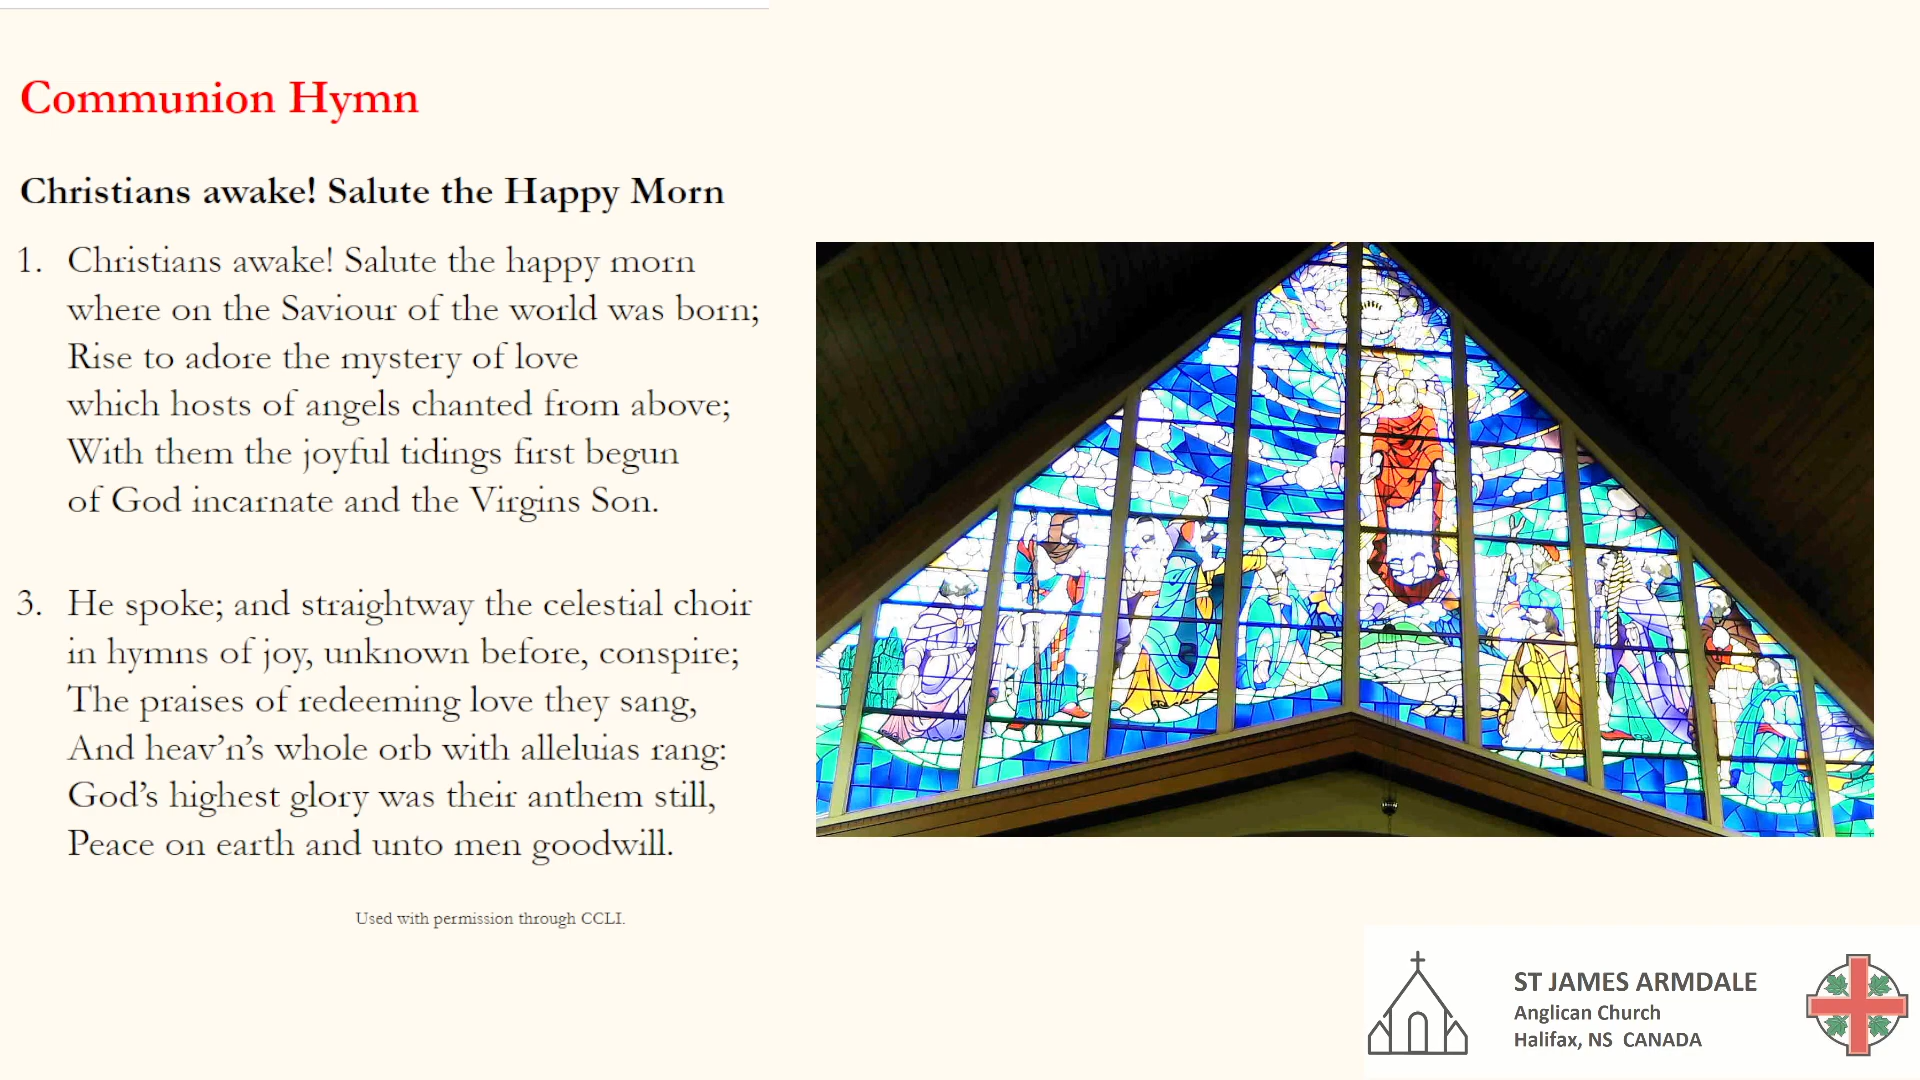 Communion Hymn
Christians awake! Salute the Happy Morn
1. Christians awake! Salute the happy morn
where on the Saviour of the world was born;
Rise to adore the mystery of love
which hosts of angels chanted from above;
With them the joyful tidings first begun
of God incarnate and the Virgins Son.
3. He spoke; and straightway the celestial choir
in hymns of joy, unknown before, conspire;
The praises of redeeming love they sang,
And heav’n’s whole orb with alleluias rang:
God’s highest glory was their anthem still,
Peace on earth and unto men goodwill.
Used with permission through CCLI.
ST JAMES ARMDALE
Anglican Church
Halifax, NS CANADA